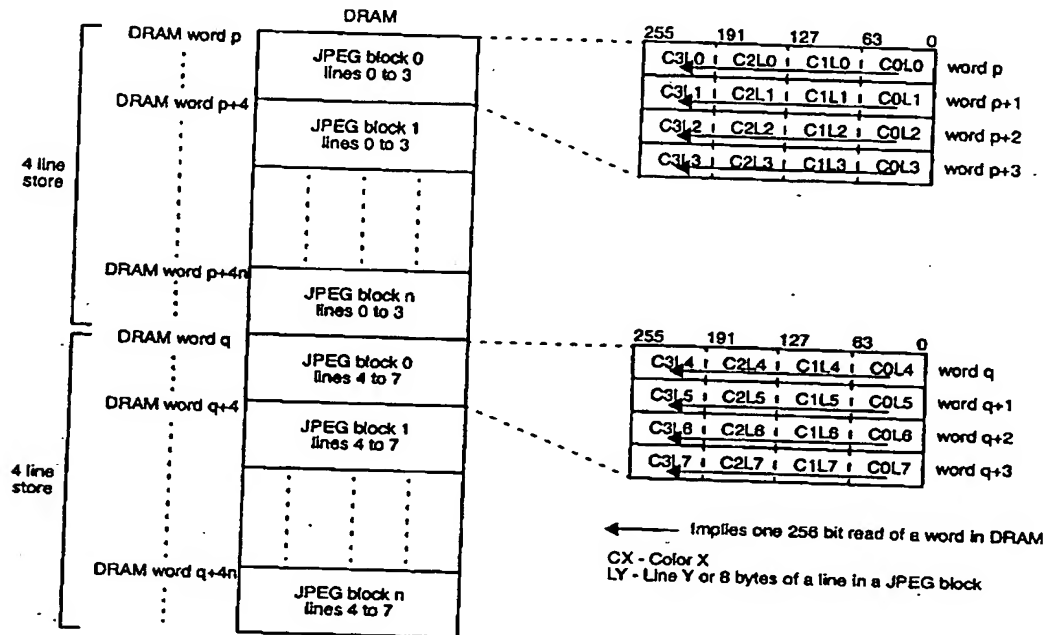 DRAM
DRAM word p
JPEG block 0
lines 0 to 3
DRAM word p+4
JPEG block 1
lines 0 to 3
4 line
store
DRAM word p+4n
JPEG block n
lines 0 to 3
DRAM word q
JPEG block 0
lines 4 to 7
DRAM word q+4
JPEG block 1
lines 4 to 7
4 line
store
DRAM word q+4n
JPEG block n
lines 4 to 7
255 191 127 63 0
C3L0 C2L0 C1L0 C0L0 word p
C3L1 C2L1 C1L1 C0L1 word p+1
C3L2 C2L2 C1L2 C0L2 word p+2
C3L3 C2L3 C1L3 C0L3 word p+3
255 191 127 63 0
C3L4 C2L4 C1L4 C0L4 word q
C3L5 C2L5 C1L5 C0L5 word q+1
C3L6 C2L6 C1L6 C0L6 word q+2
C3L7 C2L7 C1L7 C0L7 word q+3
Implies one 256 bit read of a word in DRAM
CX - Color X
LY - Line Y or 8 bytes of a line in a JPEG block